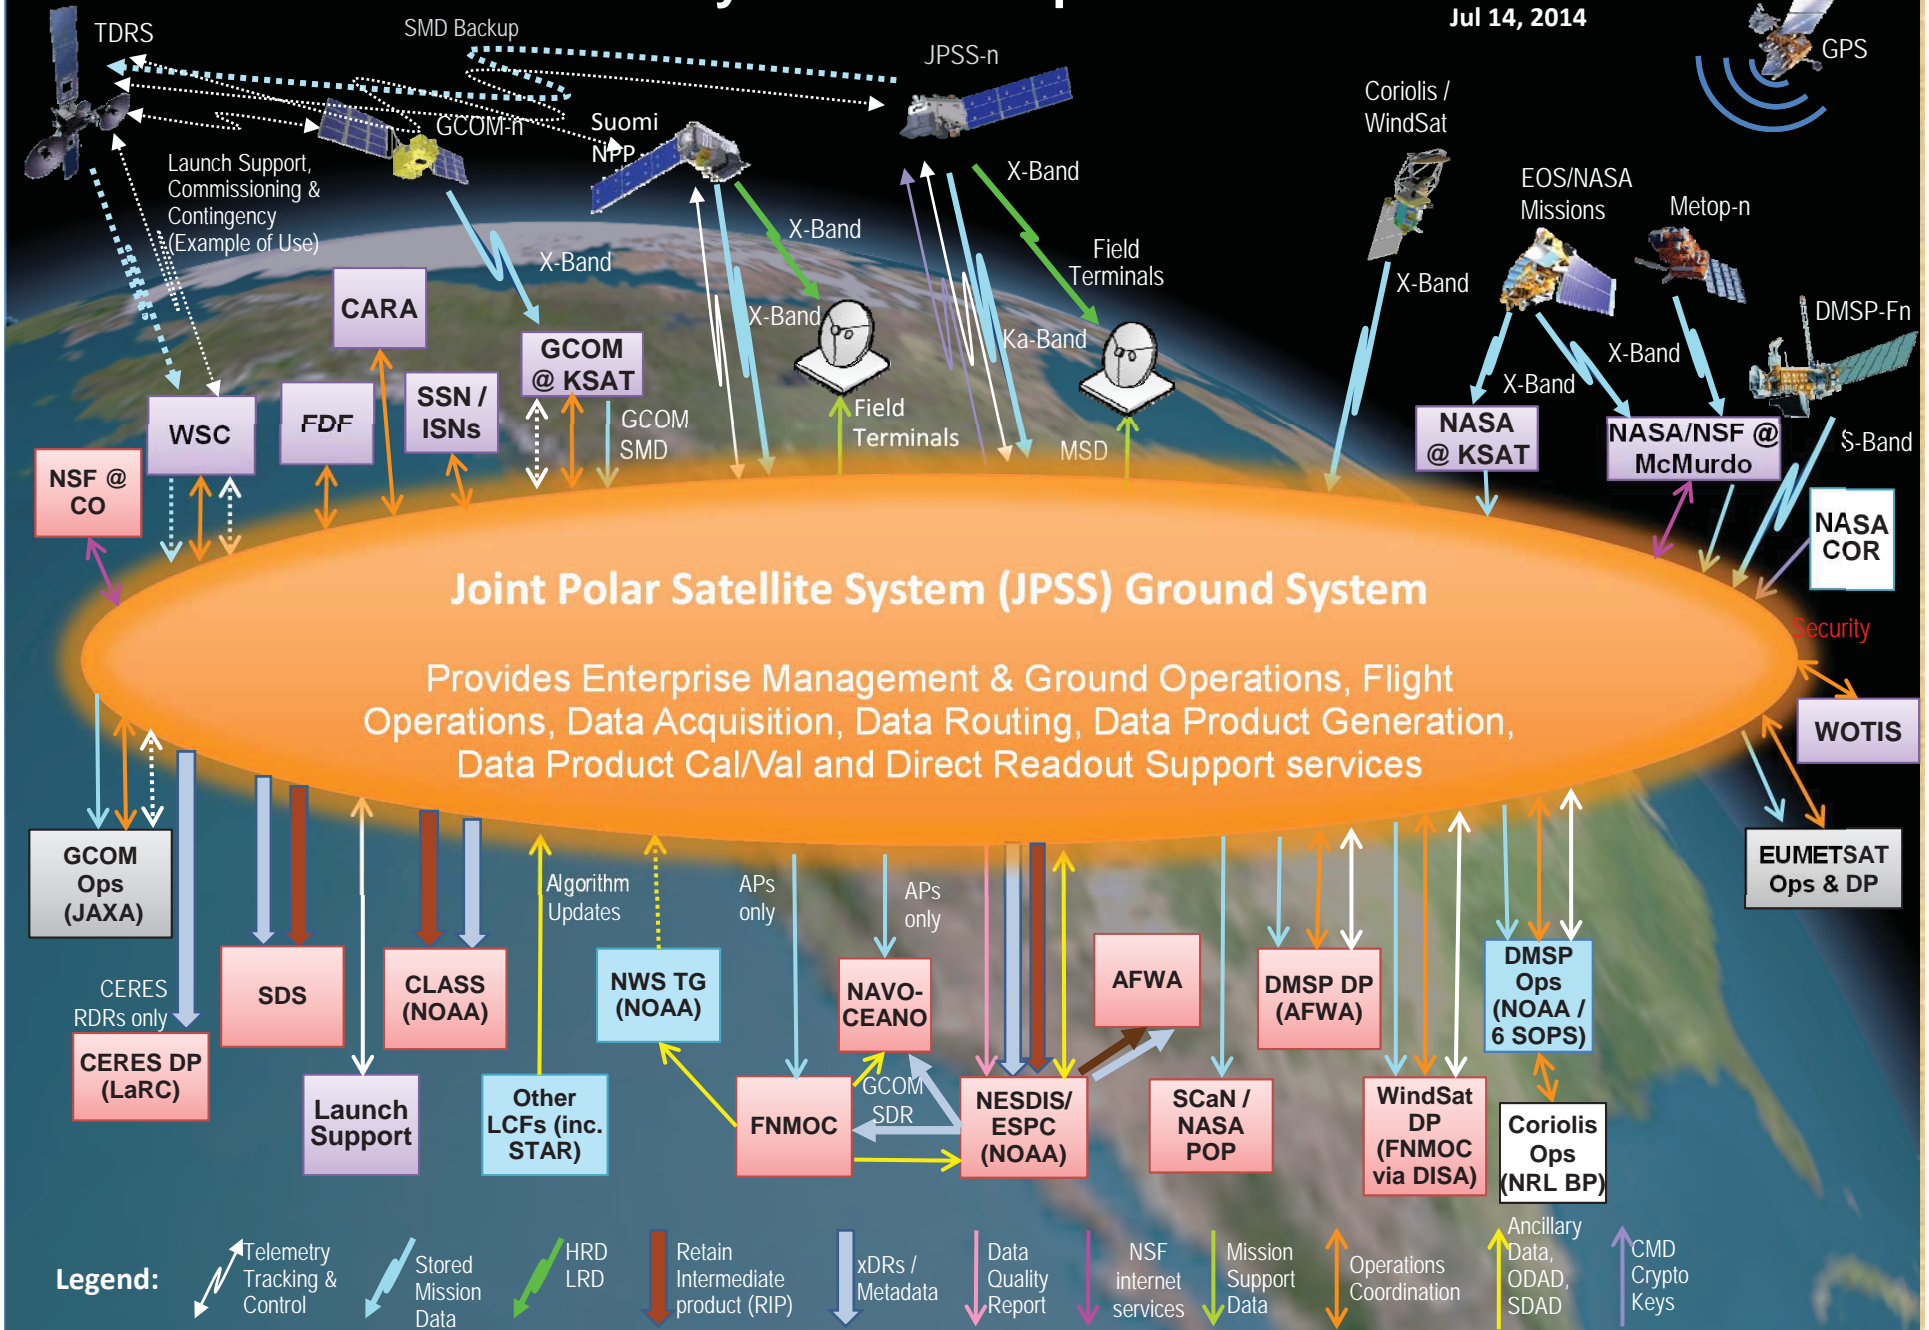 Jul 14, 2014
TDRS
SMD Backup
JPSS-n
GPS
GCOM-n
Suomi
NPP
Coriolis /
WindSat
Launch Support,
Commissioning &
Contingency
(Example of Use)
EOS/NASA
Missions
Metop-n
X-Band
X-Band
X-Band
Field
Terminals
X-Band
X-Band
Ka-Band
DMSP-Fn
X-Band
X-Band
CARA
GCOM
@ KSAT
SSN /
ISNs
FDF
WSC
NSF @
CO
GCOM
SMD
Field
Terminals
MSD
NASA
@ KSAT
NASA/NSF @
McMurdo
S-Band
NASA
COR
Joint Polar Satellite System (JPSS) Ground System
Security
Provides Enterprise Management & Ground Operations, Flight
Operations, Data Acquisition, Data Routing, Data Product Generation,
Data Product Cal/Val and Direct Readout Support services
WOTIS
GCOM
Ops
(JAXA)
EUMETSAT
Ops & DP
Algorithm
Updates
APs
only
APs
only
CERES
RDRs only
SDS
CLASS
(NOAA)
NWS TG
(NOAA)
NAVO-
CEANO
AFWA
DMSP DP
(AFWA)
DMSP
Ops
(NOAA /
6 SOPS)
CERES DP
(LaRC)
Launch
Support
Other
LCFs (inc.
STAR)
FNMOC
GCOM
SDR
NESDIS/
ESPC
(NOAA)
SCaN /
NASA
POP
WindSat
DP
(FNMOC
via DISA)
Coriolis
Ops
(NRL BP)
Legend:
Telemetry
Tracking &
Control
Stored
Mission
Data
HRD
LRD
Retain
Intermediate
product (RIP)
xDRs /
Metadata
Data
Quality
Report
NSF
internet
services
Mission
Support
Data
Operations
Coordination
Ancillary
Data,
ODAD,
SDAD
CMD
Crypto
Keys